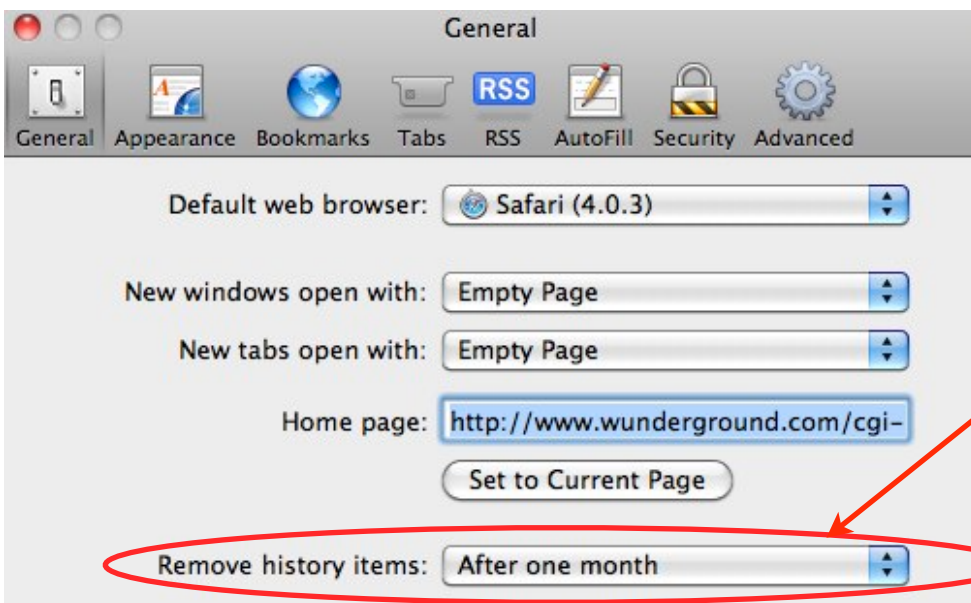 General
General Appearance Bookmarks Tabs RSS AutoFill Security Advanced
RSS
Default web browser: Safari (4.0.3)
New windows open with: Empty Page
New tabs open with: Empty Page
Home page: http://www.wunderground.com/cgi-
Set to Current Page
Remove history items: After one month